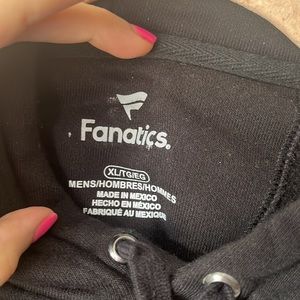 Fanatics.
XL/TG/EG
MENS/HOMBRES/HOMMES
MADE IN MEXICO
HECHO EN MÉXICO
FABRIQUÉ AU MEXIQUE